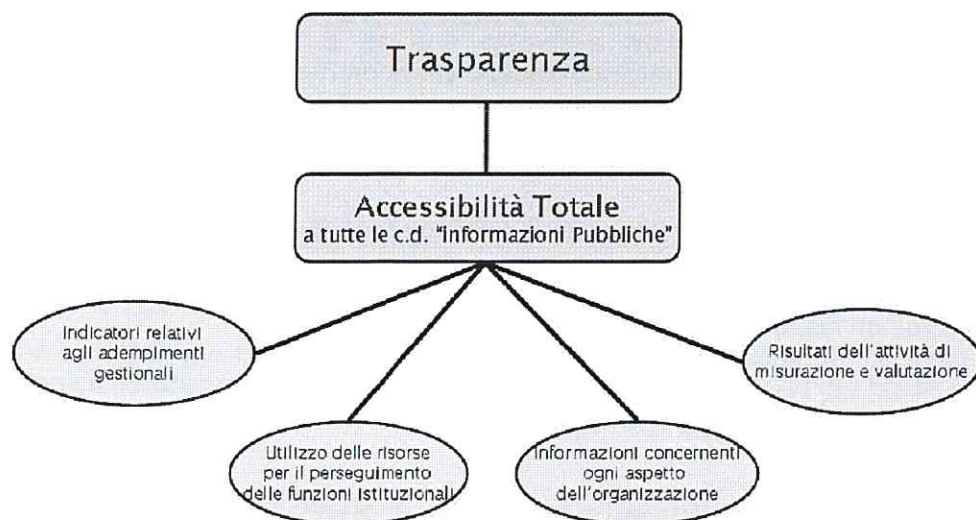 Trasparenza
Accessibilità Totale
a tutte le c.d. "Informazioni Pubbliche"
Indicatori relativi
agli adempimenti
gestionali
Utilizzo delle risorse
per il perseguimento
delle funzioni istituzionali
Informazioni concernenti
ogni aspetto
dell'organizzazione
Risultati dell'attività di
misurazione e valutazione